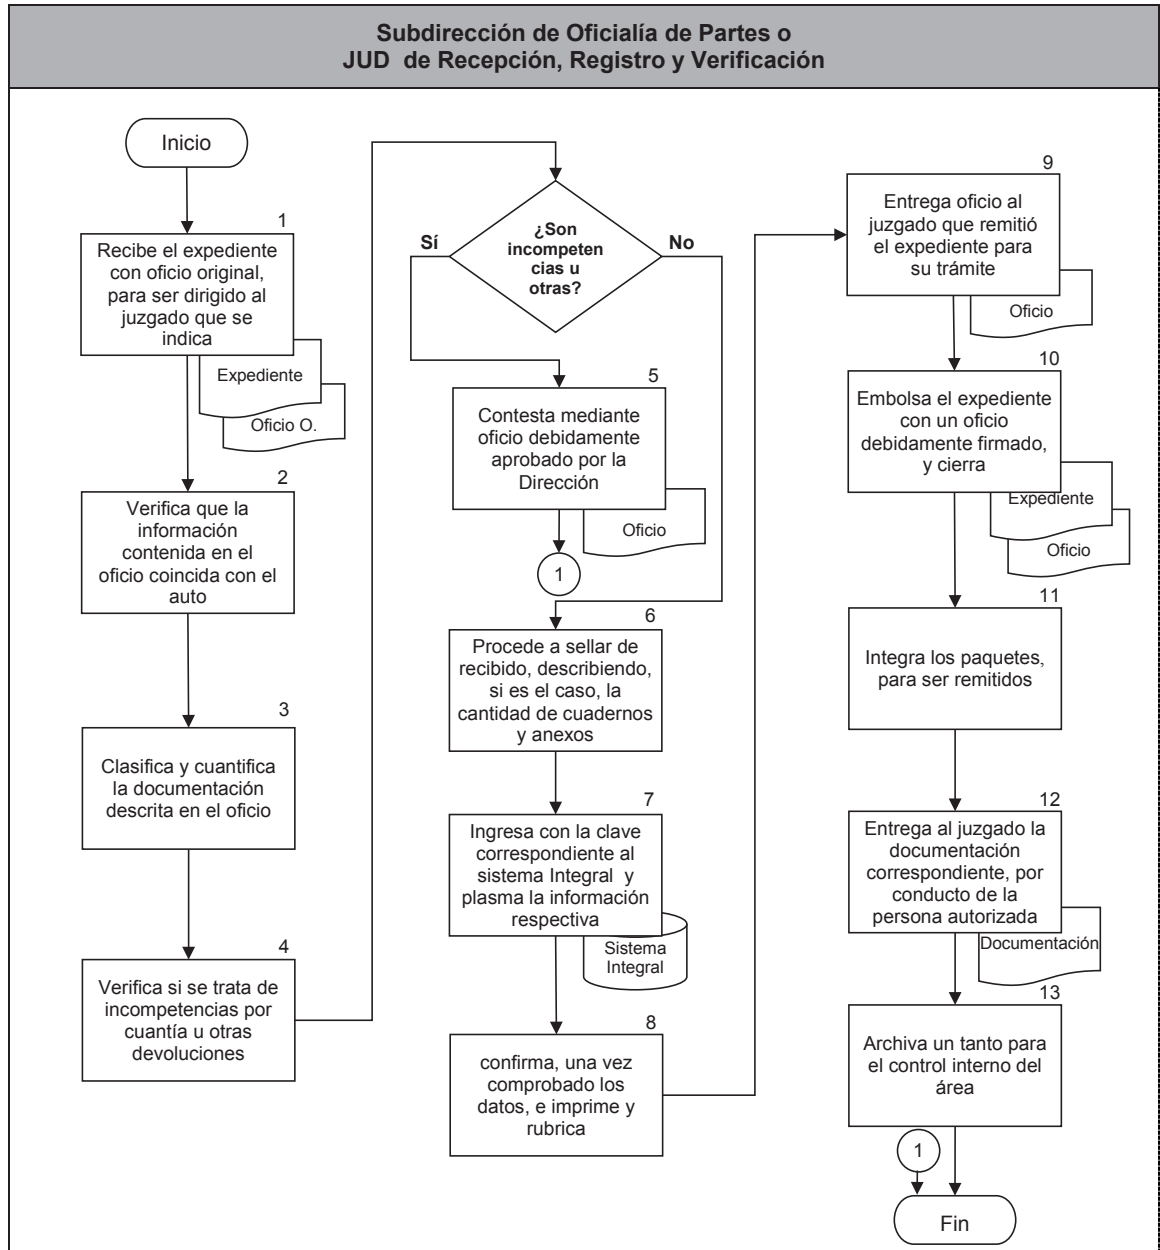 Subdirección de Oficialía de Partes o
JUD de Recepción, Registro y Verificación
Inicio
1
Recibe el expediente
con oficio original,
para ser dirigido al
juzgado que se
indica
Expediente
Oficio O.
2
Verifica que la
información
contenida en el
oficio coincida con el
auto
3
Clasifica y cuantifica
la documentación
descrita en el oficio
4
Verifica si se trata de
incompetencias por
cuantía u otras
devoluciones
¿Son
incompeten
cias u
otras?
Sí
No
5
Contesta mediante
oficio debidamente
aprobado por la
Dirección
Oficio
1
6
Procede a sellar de
recibido, describiendo,
si es el caso, la
cantidad de cuadernos
y anexos
7
Ingresa con la clave
correspondiente al
sistema Integral y
plasma la información
respectiva
Sistema
Integral
8
confirma, una vez
comprobado los
datos, e imprime y
rubrica
9
Entrega oficio al
juzgado que remitió
el expediente para
su trámite
Oficio
10
Embolsa el expediente
con un oficio
debidamente firmado,
y cierra
Expediente
Oficio
11
Integra los paquetes,
para ser remitidos
12
Entrega al juzgado la
documentación
correspondiente, por
conducto de la
persona autorizada
Documentación
13
Archiva un tanto para
el control interno del
área
1
Fin